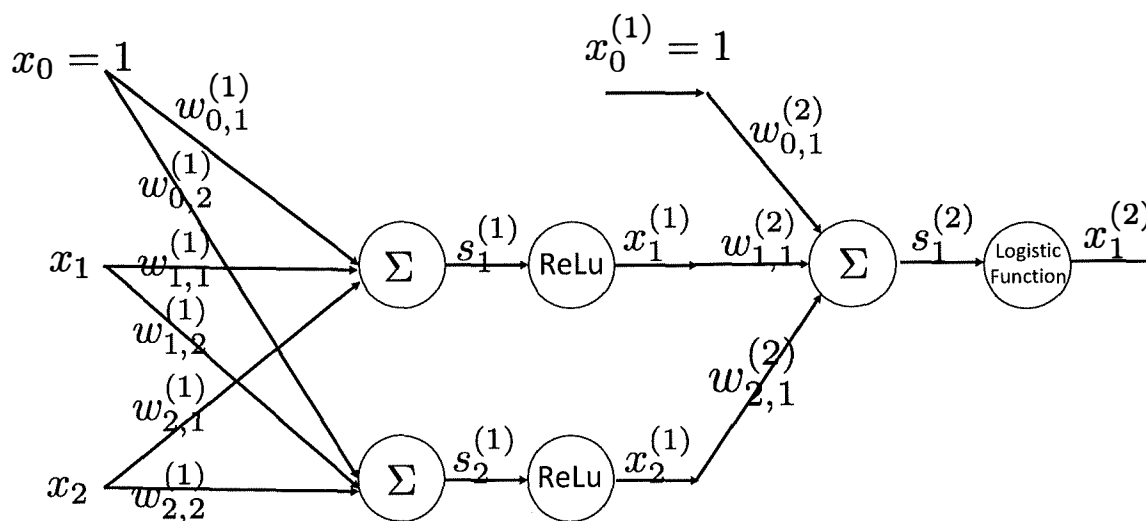 x_0 = 1
x_0^{(1)} = 1
w_{0,1}^{(1)}
w_{0,1}^{(2)}
w_{0,2}^{(1)}
x_1
w_{1,1}^{(1)}
Σ
s_1^{(1)}
ReLu
x_1^{(1)}
w_{1,1}^{(2)}
Σ
s_1^{(2)}
Logistic
Function
x_1^{(2)}
w_{1,2}^{(1)}
w_{2,1}^{(1)}
w_{2,1}^{(2)}
x_2
w_{2,2}^{(1)}
Σ
s_2^{(1)}
ReLu
x_2^{(1)}